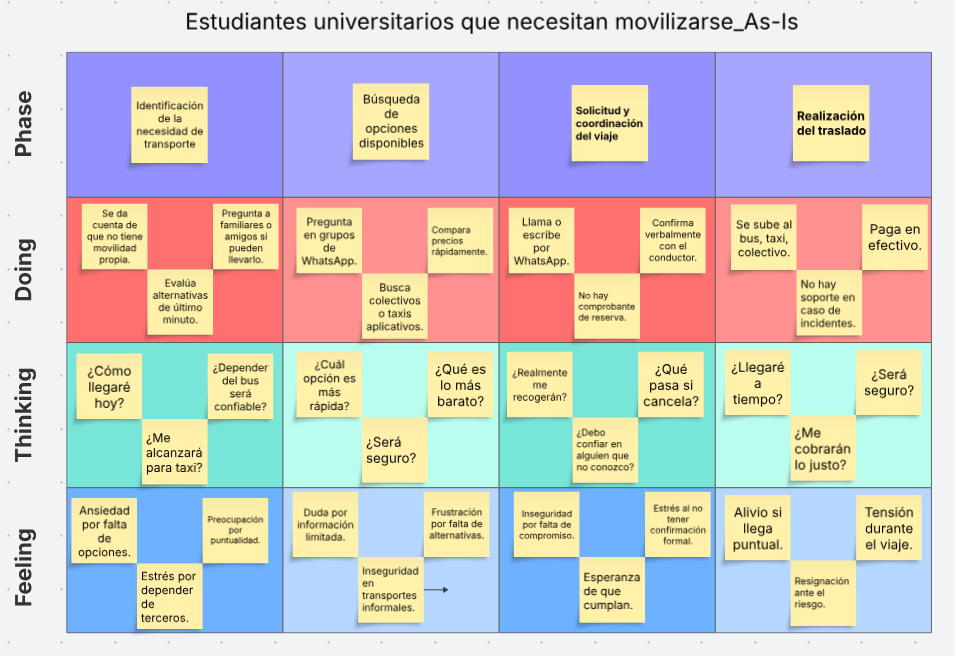 Estudiantes universitarios que necesitan movilizarse_As-Is
Phase
Identificación
de la
necesidad de
transporte
Búsqueda
de
opciones
disponibles
Solicitud y
coordinación
del viaje
Realización
del traslado
Doing
Se da
cuenta de
que no tiene
movilidad
propia.
Pregunta a
familiares o
amigos si
pueden
llevarlo.
Evalúa
alternativas
de último
minuto.
Pregunta
en grupos
de
WhatsApp.
Compara
precios
rápidamente.
Busca
colectivos
o taxis
aplicativos.
Llama o
escribe
por
WhatsApp.
Confirma
verbalmente
con el
conductor.
No hay
comprobante
de reserva.
Se sube al
bus, taxi,
colectivo.
Paga en
efectivo.
No hay
soporte en
caso de
incidentes.
Thinking
¿Cómo
llegaré
hoy?
¿Depender
del bus
será
confiable?
¿Me
alcanzará
para taxi?
¿Cuál
opción es
más
rápida?
¿Qué es
lo más
barato?
¿Será
seguro?
¿Realmente
me
recogerán?
¿Qué
pasa si
cancela?
¿Debo
confiar en
alguien que
no conozco?
¿Llegaré
a
tiempo?
¿Será
seguro?
¿Me
cobrarán
lo justo?
Feeling
Ansiedad
por falta
de
opciones.
Preocupación
por
puntualidad.
Estrés por
depender
de
terceros.
Duda por
información
limitada.
Frustración
por falta de
alternativas.
Inseguridad
en
transportes
informales.
Inseguridad
por falta de
compromiso.
Estrés al no
tener
confirmación
formal.
Esperanza
de que
cumplan.
Alivio si
llega
puntual.
Tensión
durante
el viaje.
Resignación
ante el
riesgo.